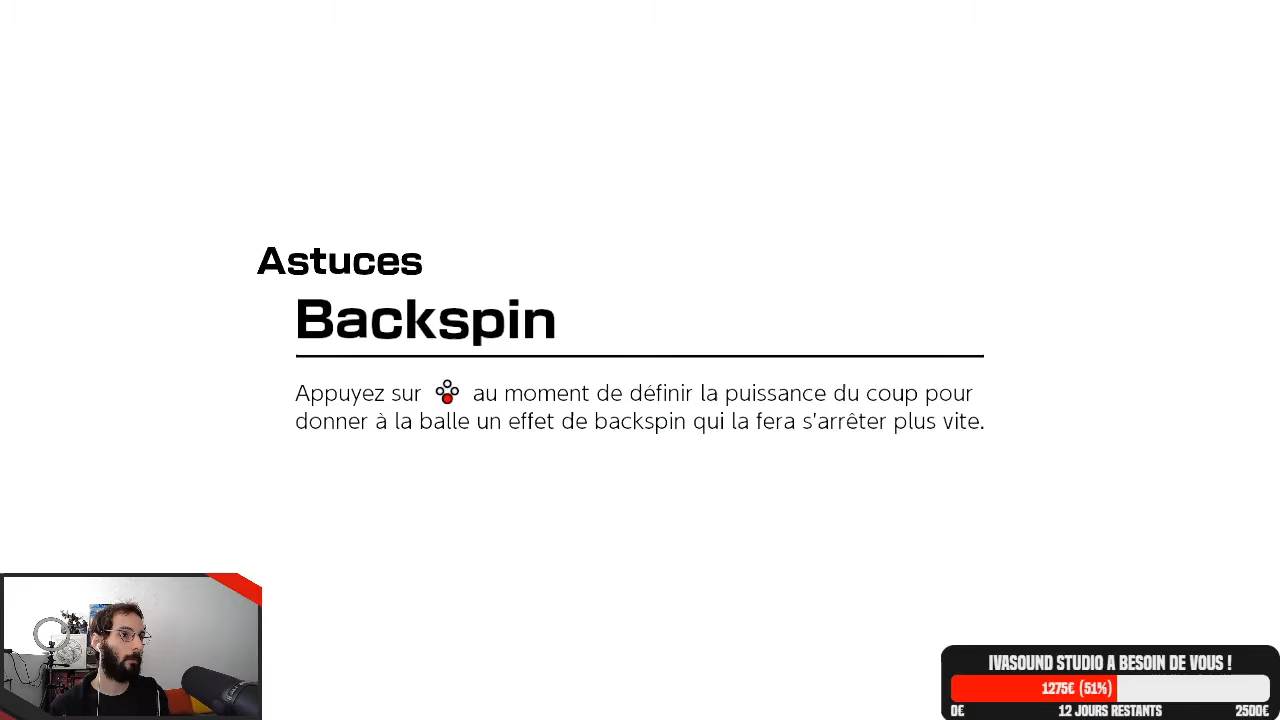 Astuces
Backspin
Appuyez sur au moment de définir la puissance du coup pour
donner à la balle un effet de backspin qui la fera s'arrêter plus vite.
IVASOUND STUDIO A BESOIN DE VOUS !
1275€ (51%)
0€ 12 JOURS RESTANTS 2500€